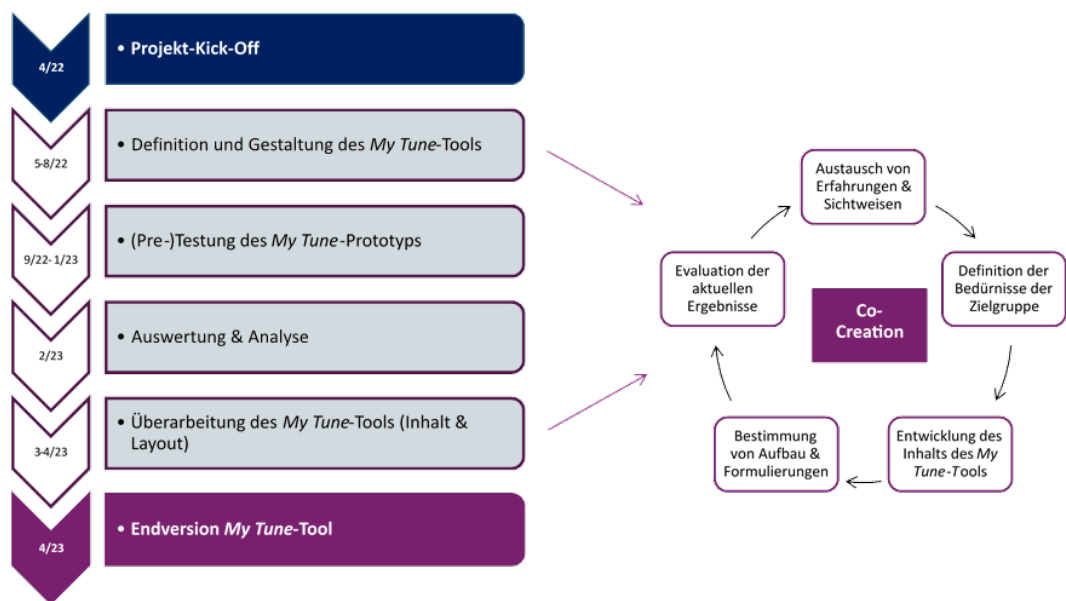 4/22
• Projekt-Kick-Off
5-8/22
• Definition und Gestaltung des My Tune-Tools
9/22- 1/23
• (Pre-)Testung des My Tune-Prototyps
2/23
• Auswertung & Analyse
3-4/23
• Überarbeitung des My Tune-Tools (Inhalt &
Layout)
4/23
• Endversion My Tune-Tool
Austausch von
Erfahrungen &
Sichtweisen
Definition der
Bedürnisse der
Zielgruppe
Entwicklung des
Inhalts des My
Tune-Tools
Bestimmung
von Aufbau &
Formulierungen
Evaluation der
aktuellen
Ergebnisse
Co-
Creation